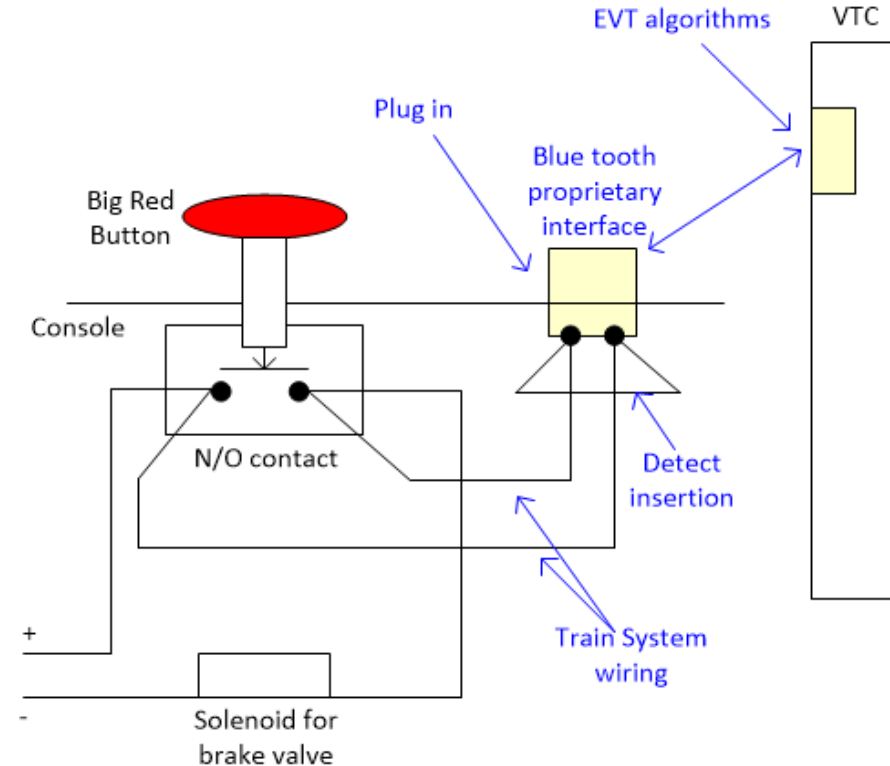 EVT algorithms
VTC
Plug in
Blue tooth
proprietary
interface
Big Red
Button
Console
N/O contact
Detect
insertion
+
Train System
wiring
-
Solenoid for
brake valve